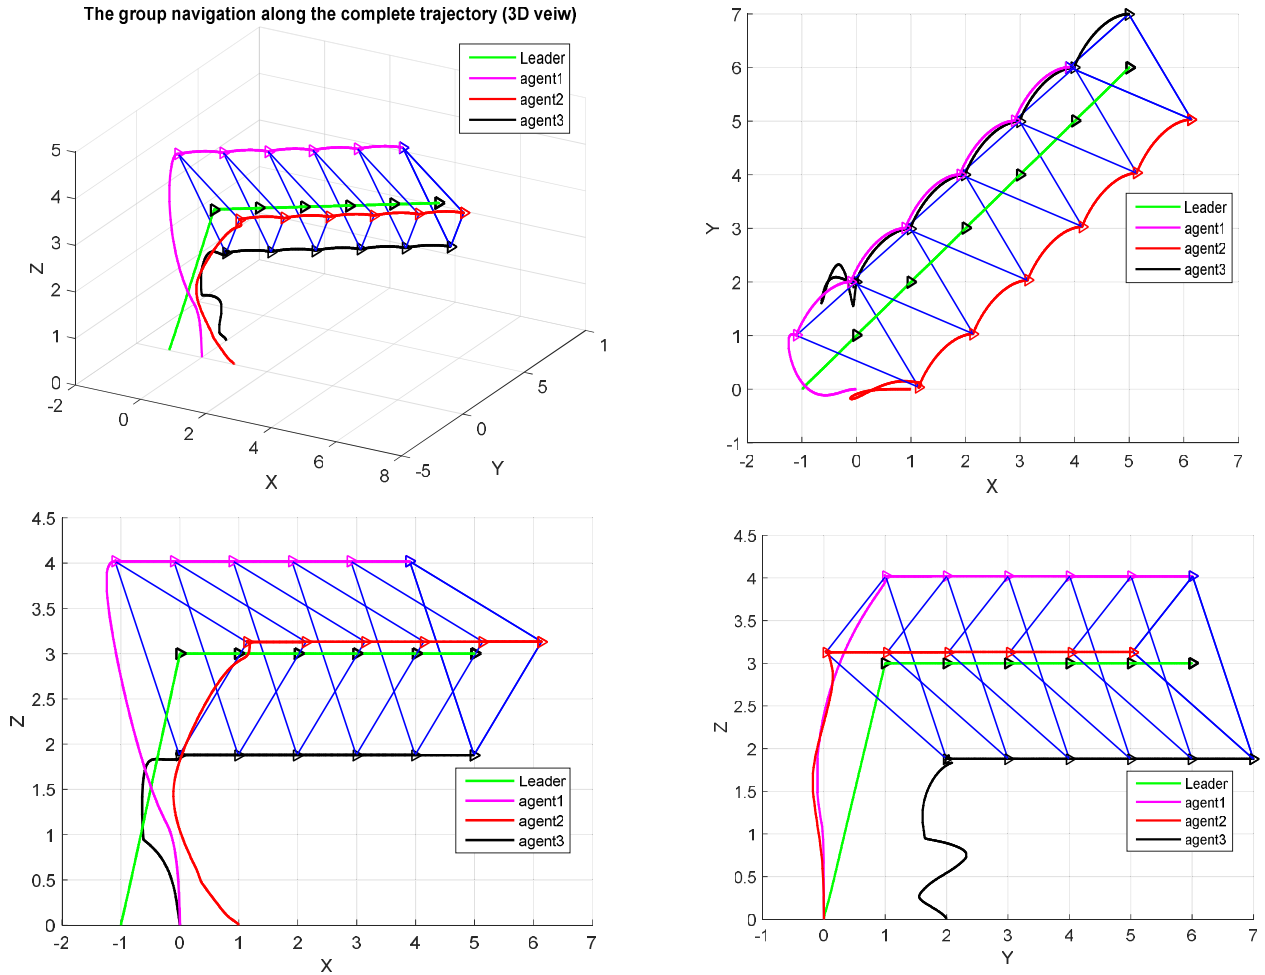 The group navigation along the complete trajectory (3D veiw)
Leader
agent1
agent2
agent3
5
4
3
2
1
0
Z
-2
0
2
4
6
8
X
-5
0
5
1
Y
7
6
5
4
3
2
1
0
-1
Y
Leader
agent1
agent2
agent3
-2 -1 0 1 2 3 4 5 6 7
X
4.5
4
3.5
3
2.5
2
1.5
1
0.5
0
Z
Leader
agent1
agent2
agent3
-2 -1 0 1 2 3 4 5 6 7
X
4.5
4
3.5
3
2.5
2
1.5
1
0.5
0
Z
Leader
agent1
agent2
agent3
-1 0 1 2 3 4 5 6 7
Y